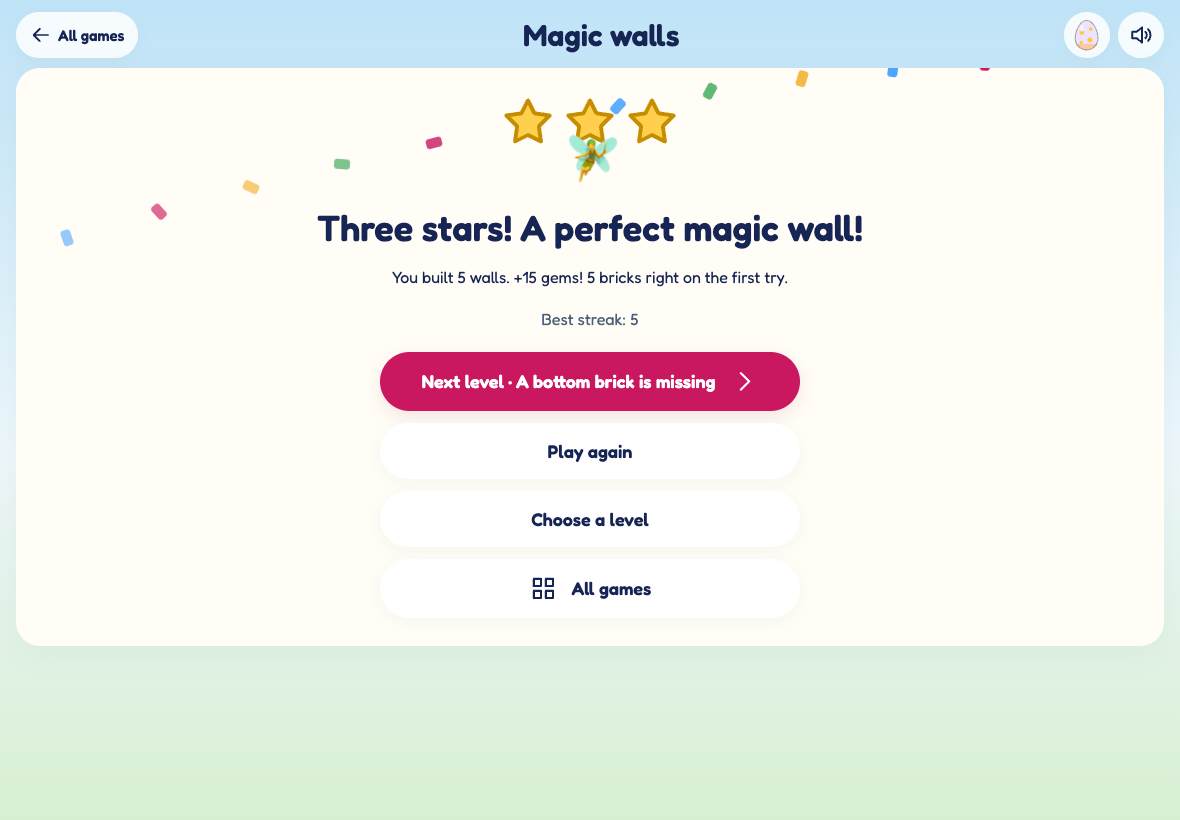 All games
Magic walls
Three stars! A perfect magic wall!
You built 5 walls. +15 gems! 5 bricks right on the first try.
Best streak: 5
Next level · A bottom brick is missing
Play again
Choose a level
All games